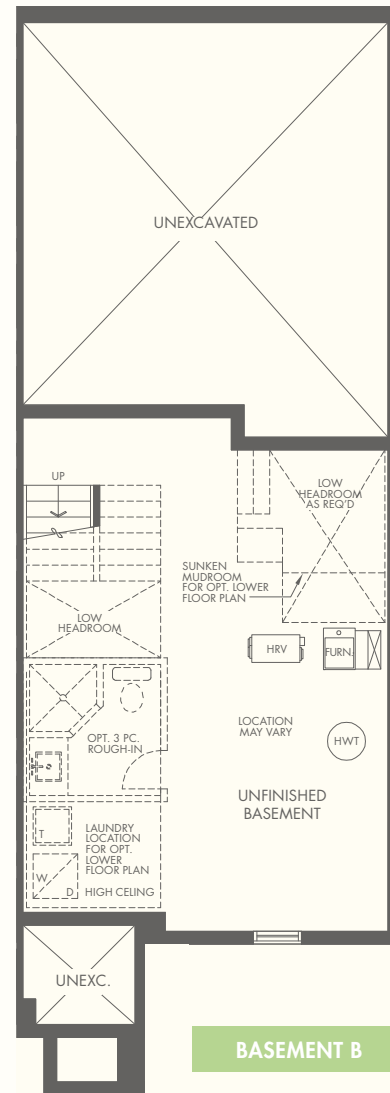 UNEXCAVATED
UP
LOW
HEADROOM
AS REQ'D
SUNKEN
MUDROOM
FOR OPT. LOWER
FLOOR PLAN
LOW
HEADROOM
HRV
FURN.
OPT. 3 PC.
ROUGH-IN
LOCATION
MAY VARY
HWT
UNFINISHED
BASEMENT
T
LAUNDRY
LOCATION
FOR OPT.
LOWER
FLOOR PLAN
W
D
HIGH CELING
UNEXC.
BASEMENT B